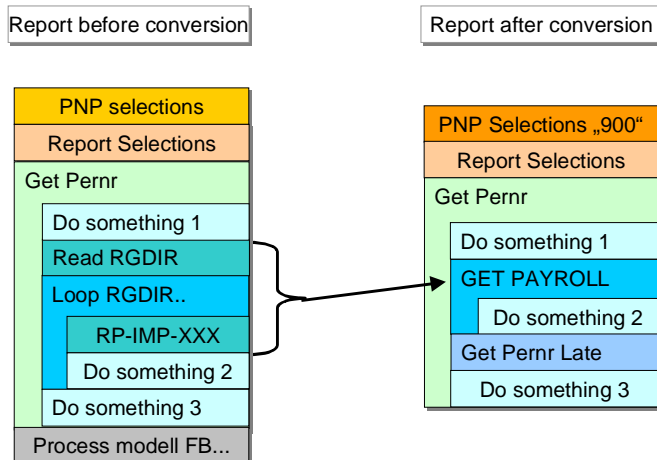 Report before conversion
Report after conversion
PNP selections
Report Selections
Get Pernr
Do something 1
Read RGDIR
Loop RGDIR..
RP-IMP-XXX
Do something 2
Do something 3
Process modell FB...
PNP Selections „900“
Report Selections
Get Pernr
Do something 1
GET PAYROLL
Do something 2
Get Pernr Late
Do something 3